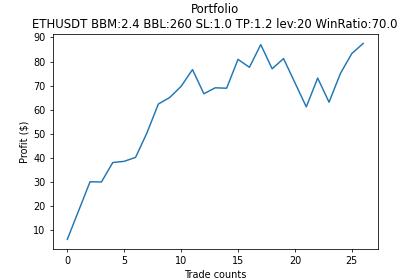 Portfolio
ETHUSDT BBM:2.4 BBL:260 SL:1.0 TP:1.2 lev:20 WinRatio:70.0
90
80
70
60
50
40
30
20
10
Profit ($)
0 5 10 15 20 25
Trade counts